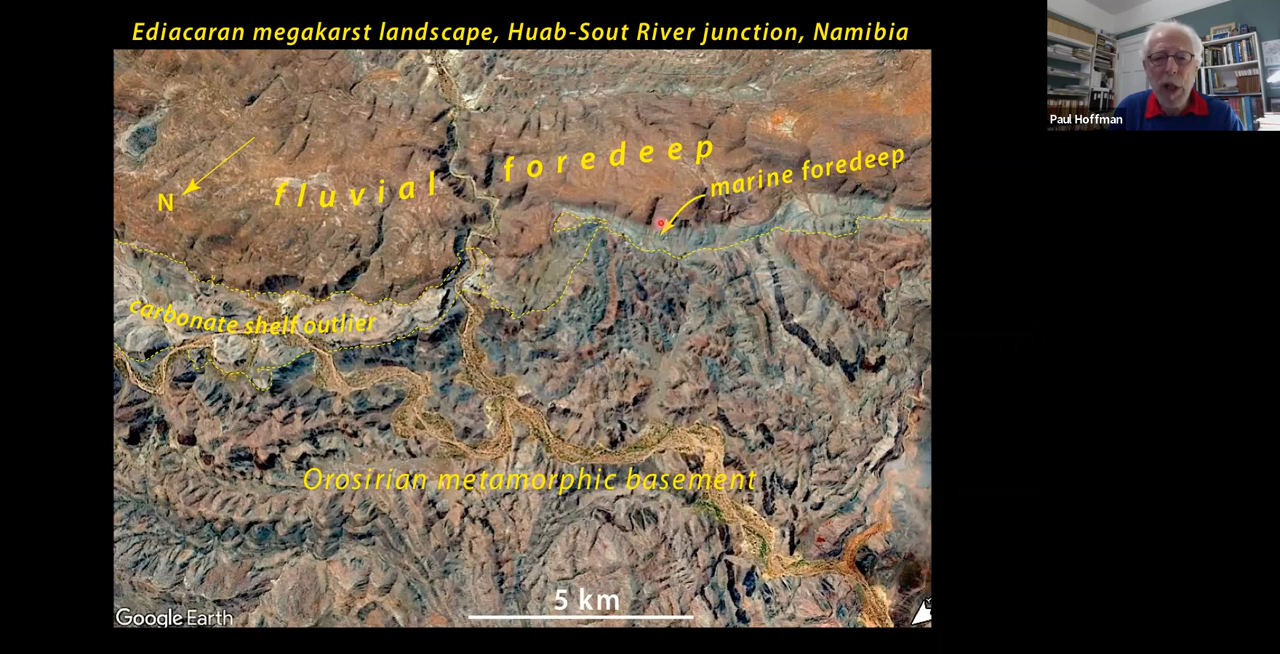 Ediacaran megakarst landscape, Huab-Sout River junction, Namibia
Paul Hoffman
fluvial foredeep
marine foredeep
N
carbonate shelf outlier
Orosirian metamorphic basement
5 km
Google Earth